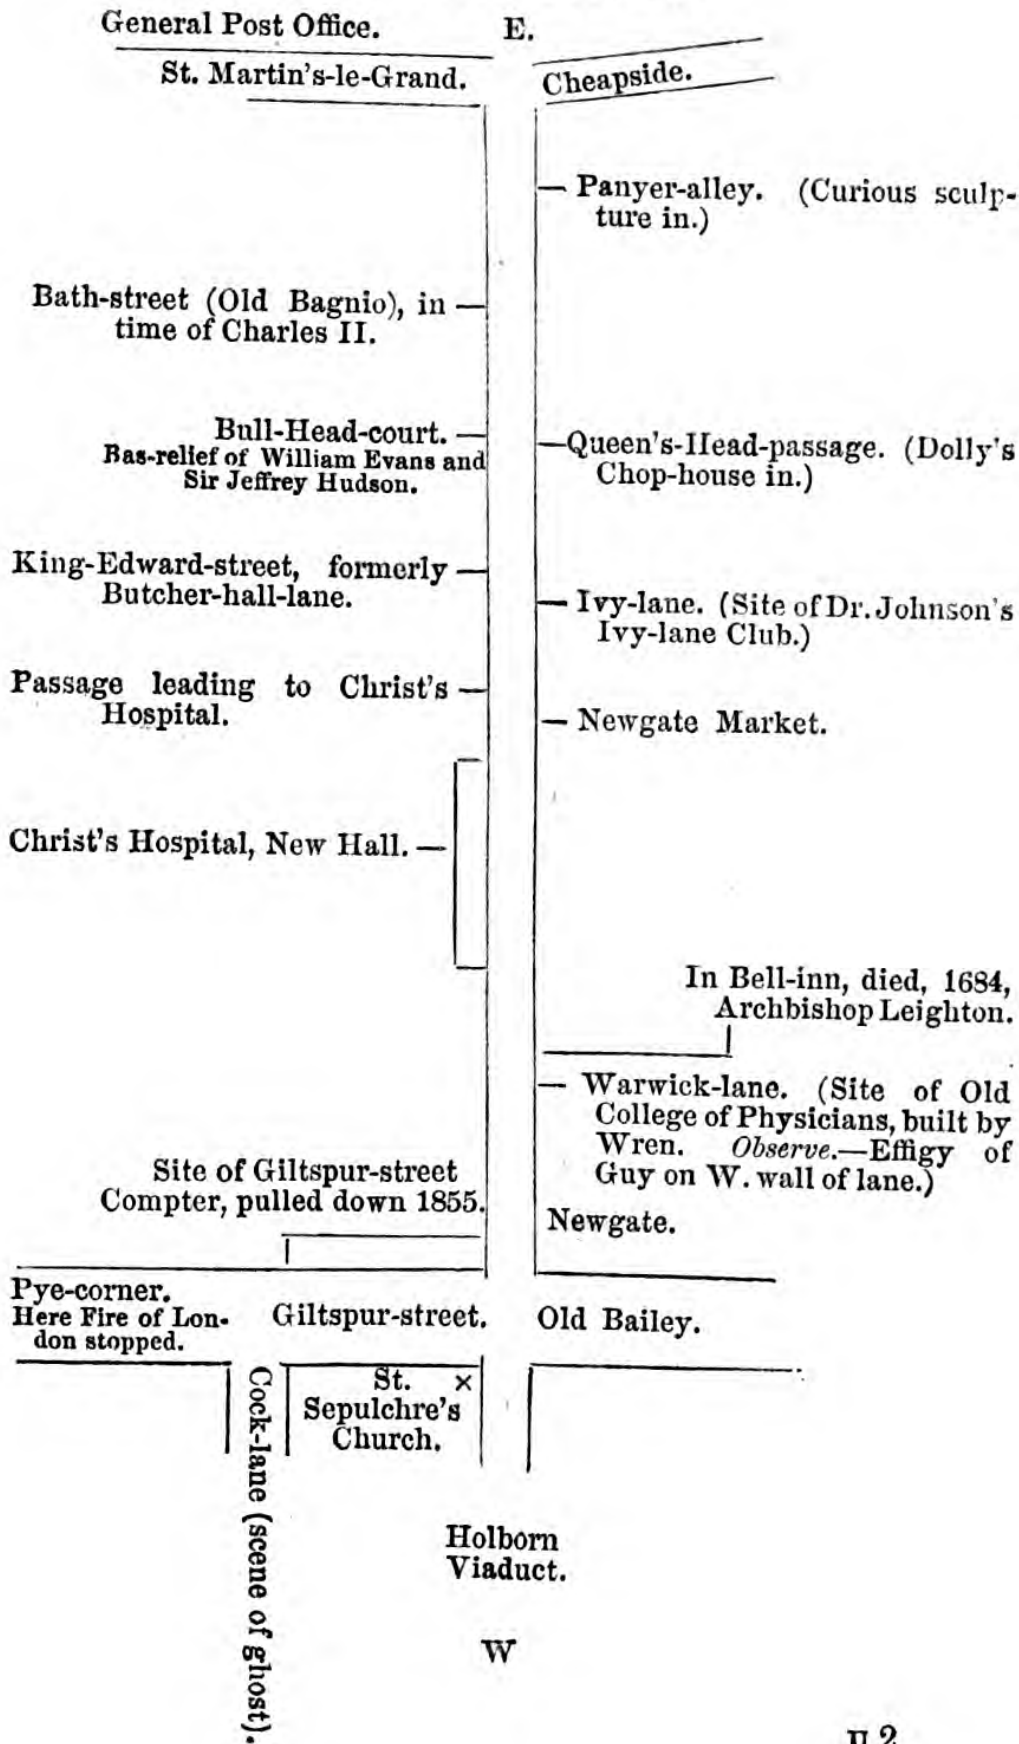 General Post Office.
E.
St. Martin's-le-Grand.
Cheapside.
— Panyer-alley. (Curious sculp-
ture in.)
Bath-street (Old Bagnio), in —
time of Charles II.
Bull-Head-court. —
Bas-relief of William Evans and
Sir Jeffrey Hudson.
—Queen's-Head-passage. (Dolly's
Chop-house in.)
King-Edward-street, formerly —
Butcher-hall-lane.
— Ivy-lane. (Site of Dr. Johnson's
Ivy-lane Club.)
Passage leading to Christ's —
Hospital.
— Newgate Market.
Christ's Hospital, New Hall. —
In Bell-inn, died, 1684,
Archbishop Leighton.
— Warwick-lane. (Site of Old
College of Physicians, built by
Wren. Observe.—Effigy of
Guy on W. wall of lane.)
Site of Giltspur-street
Compter, pulled down 1855.
Newgate.
Pye-corner.
Here Fire of Lon-
don stopped.
Giltspur-street.
Old Bailey.
St. ×
Sepulchre's
Church.
Cock-lane (scene of ghost).
Holborn
Viaduct.
W